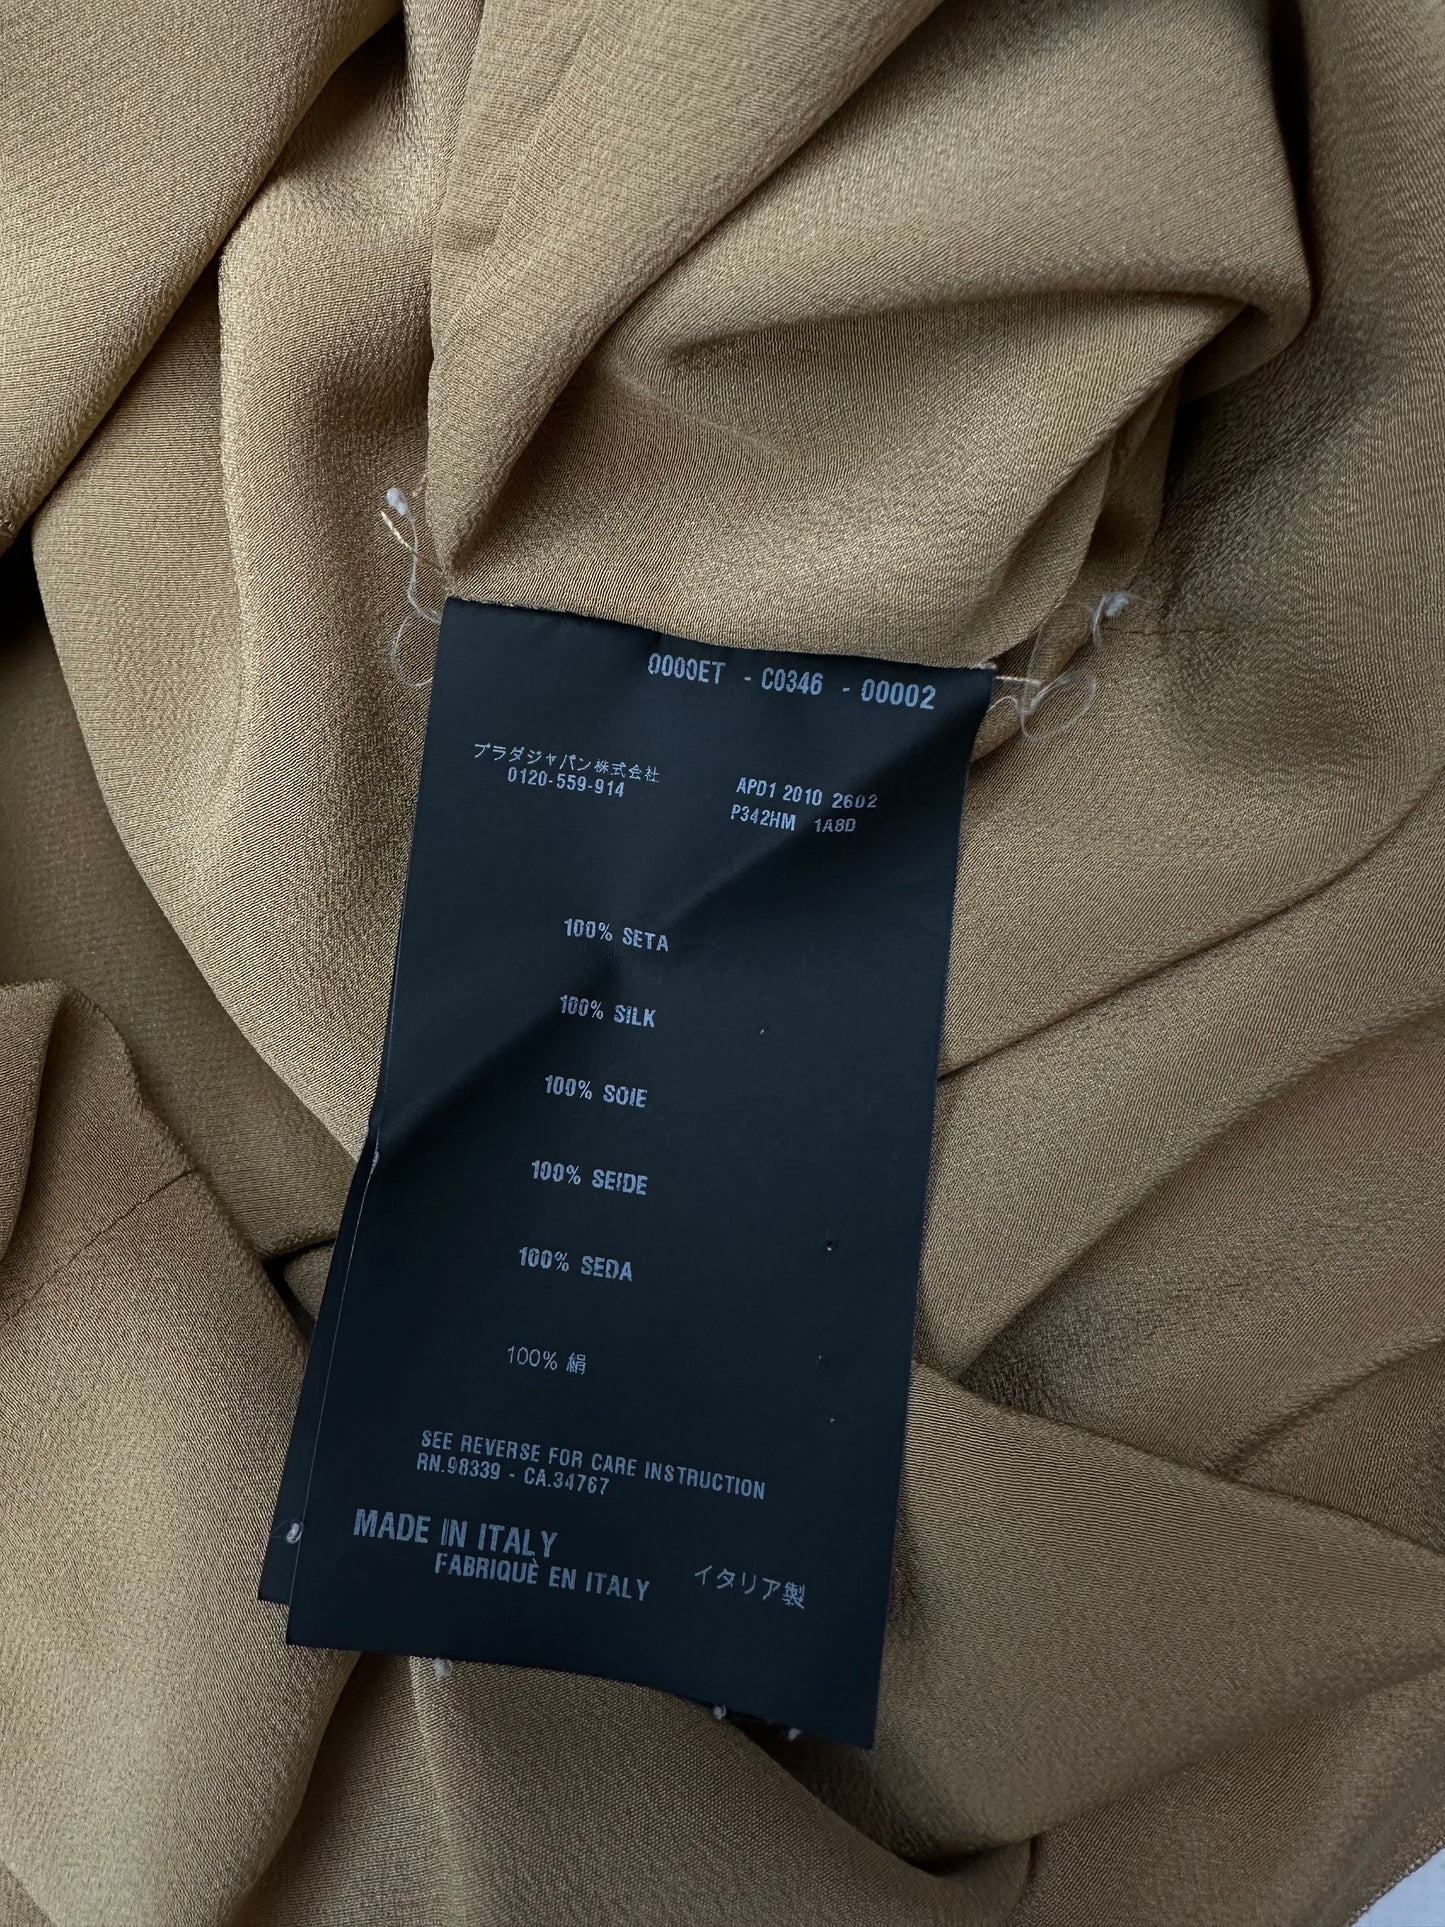 0000ET - C0346 - 00002
プラダジャパン株式会社
0120-559-914
APD1 2010 2602
P342HM 1A8D
100% SETA
100% SILK
100% SOIE
100% SEIDE
100% SEDA
100% 絹
SEE REVERSE FOR CARE INSTRUCTION
RN.98339 - CA.34767
MADE IN ITALY
FABRIQUÈ EN ITALY
イタリア製